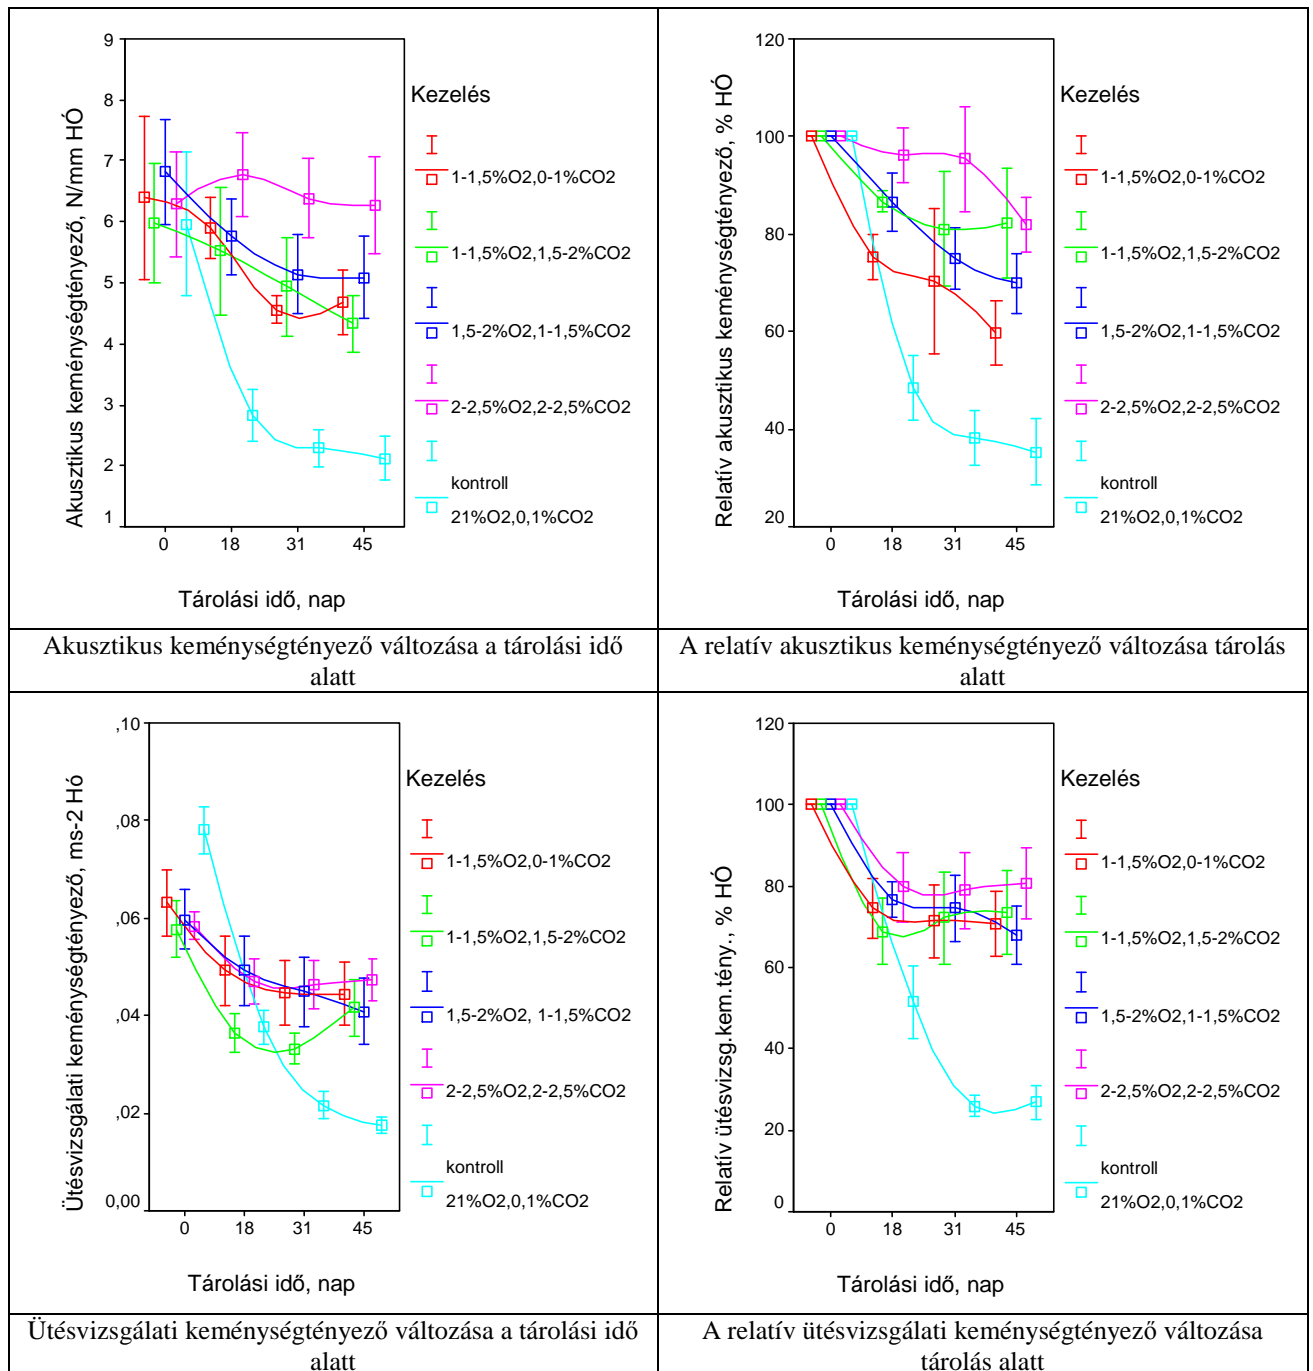 9
8
7
6
5
4
3
2
1
Akusztikus keménységtényező, N/mm HÓ
0 18 31 45
Tárolási idő, nap
Kezelés
1-1,5%O2,0-1%CO2
1-1,5%O2,1,5-2%CO2
1,5-2%O2,1-1,5%CO2
2-2,5%O2,2-2,5%CO2
kontroll
21%O2,0,1%CO2
120
100
80
60
40
20
Relatív akusztikus keménységtényező, % HÓ
0 18 31 45
Tárolási idő, nap
Kezelés
1-1,5%O2,0-1%CO2
1-1,5%O2,1,5-2%CO2
1,5-2%O2,1-1,5%CO2
2-2,5%O2,2-2,5%CO2
kontroll
21%O2,0,1%CO2
Akusztikus keménységtényező változása a tárolási idő
alatt
A relatív akusztikus keménységtényező változása tárolás
alatt
,10
,08
,06
,04
,02
0,00
Ütésvizsgálati keménységtényező, ms-2 Hó
0 18 31 45
Tárolási idő, nap
Kezelés
1-1,5%O2,0-1%CO2
1-1,5%O2,1,5-2%CO2
1,5-2%O2, 1-1,5%CO2
2-2,5%O2,2-2,5%CO2
kontroll
21%O2,0,1%CO2
120
100
80
60
40
20
0
Relatív ütésvizsg.kem.tény., % HÓ
0 18 31 45
Tárolási idő, nap
Kezelés
1-1,5%O2,0-1%CO2
1-1,5%O2,1,5-2%CO2
1,5-2%O2,1-1,5%CO2
2-2,5%O2,2-2,5%CO2
kontroll
21%O2,0,1%CO2
Ütésvizsgálati keménységtényező változása a tárolási idő
alatt
A relatív ütésvizsgálati keménységtényező változása
tárolás alatt